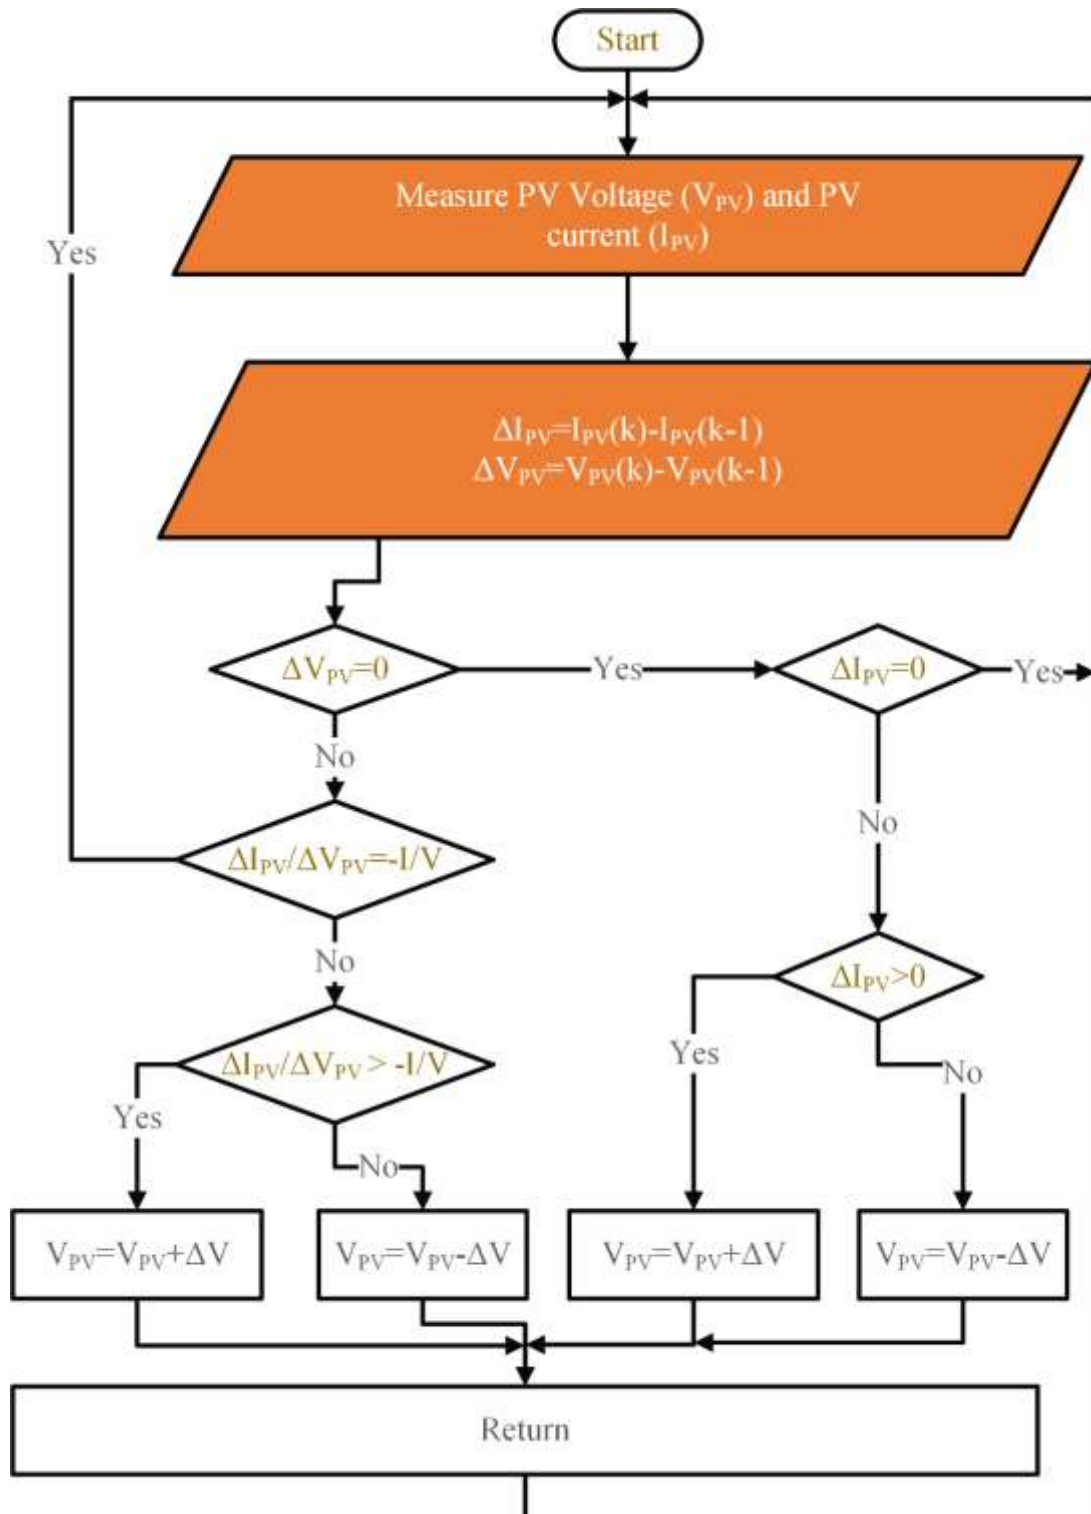 Start
Measure PV Voltage (V_PV) and PV
current (I_PV)
Yes
ΔI_PV=I_PV(k)-I_PV(k-1)
ΔV_PV=V_PV(k)-V_PV(k-1)
ΔV_PV=0
Yes
ΔI_PV=0
Yes
No
No
ΔI_PV/ΔV_PV=-I/V
No
ΔI_PV>0
ΔI_PV/ΔV_PV > -I/V
Yes
No
Yes
No
V_PV=V_PV+ΔV
V_PV=V_PV-ΔV
V_PV=V_PV+ΔV
V_PV=V_PV-ΔV
Return